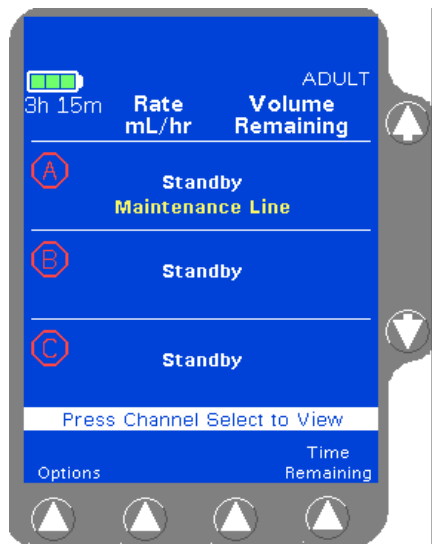 ADULT
3h 15m Rate Volume
mL/hr Remaining
A
Standby
Maintenance Line
B
Standby
C
Standby
Press Channel Select to View
Time
Options Remaining